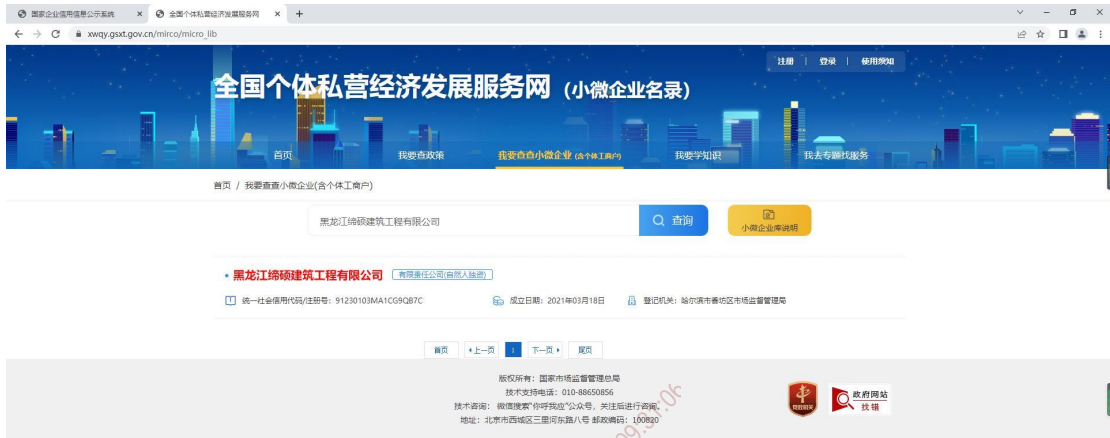 国家企业信用信息公示系统
全国个体私营经济发展服务网
xwqy.gsxt.gov.cn/mirco/micro_lib
注册 | 登录 | 使用须知
全国个体私营经济发展服务网 (小微企业名录)
首页 我要查政策 我要查查小微企业 (含个体工商户) 我要学知识 我去专题找服务
首页 / 我要查查小微企业(含个体工商户)
黑龙江缔硕建筑工程有限公司 查询
小微企业库说明
黑龙江缔硕建筑工程有限公司 有限责任公司(自然人独资)
统一社会信用代码/注册号: 91230103MA1CG9QB7C 成立日期: 2021年03月18日 登记机关: 哈尔滨市香坊区市场监督管理局
首页 上一页 1 下一页 尾页
版权所有: 国家市场监督管理总局
技术支持电话: 010-88650856
技术咨询: 微信搜索“你呼我应”公众号, 关注后进行咨询。
地址: 北京市西城区三里河东路八号 邮政编码: 100820
党政机关
政府网站
找错